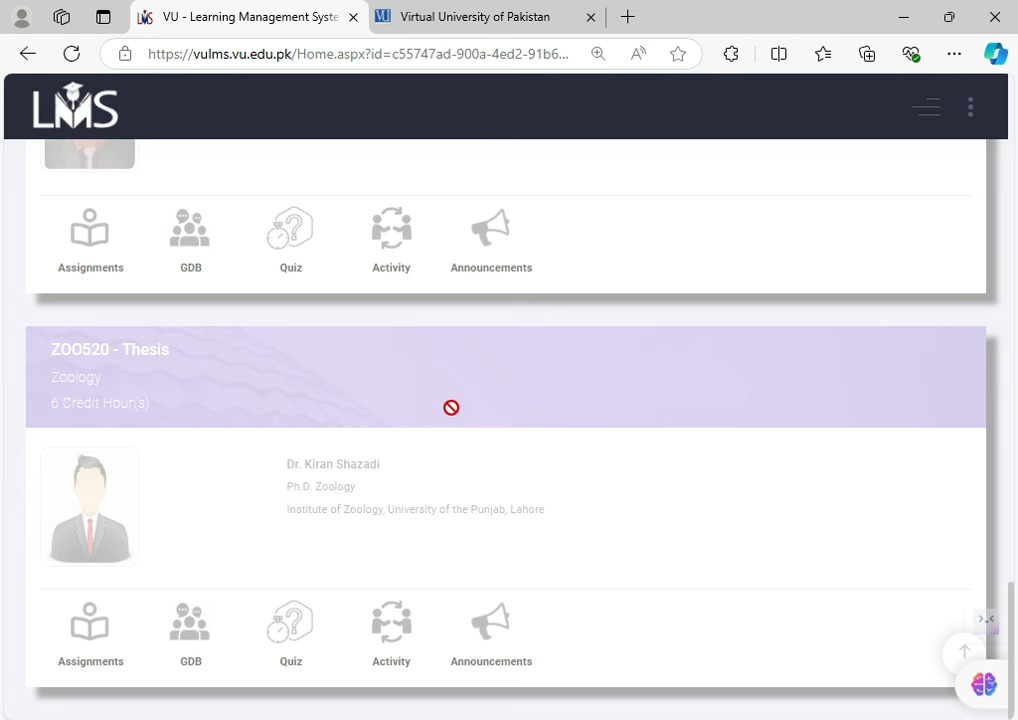 VU - Learning Management Syste
Virtual University of Pakistan
https://vulms.vu.edu.pk/Home.aspx?id=c55747ad-900a-4ed2-91b6...
LMS
Assignments
GDB
Quiz
Activity
Announcements
ZOO520 - Thesis
Zoology
6 Credit Hour(s)
Dr. Kiran Shazadi
Ph.D. Zoology
Institute of Zoology, University of the Punjab, Lahore
Assignments
GDB
Quiz
Activity
Announcements